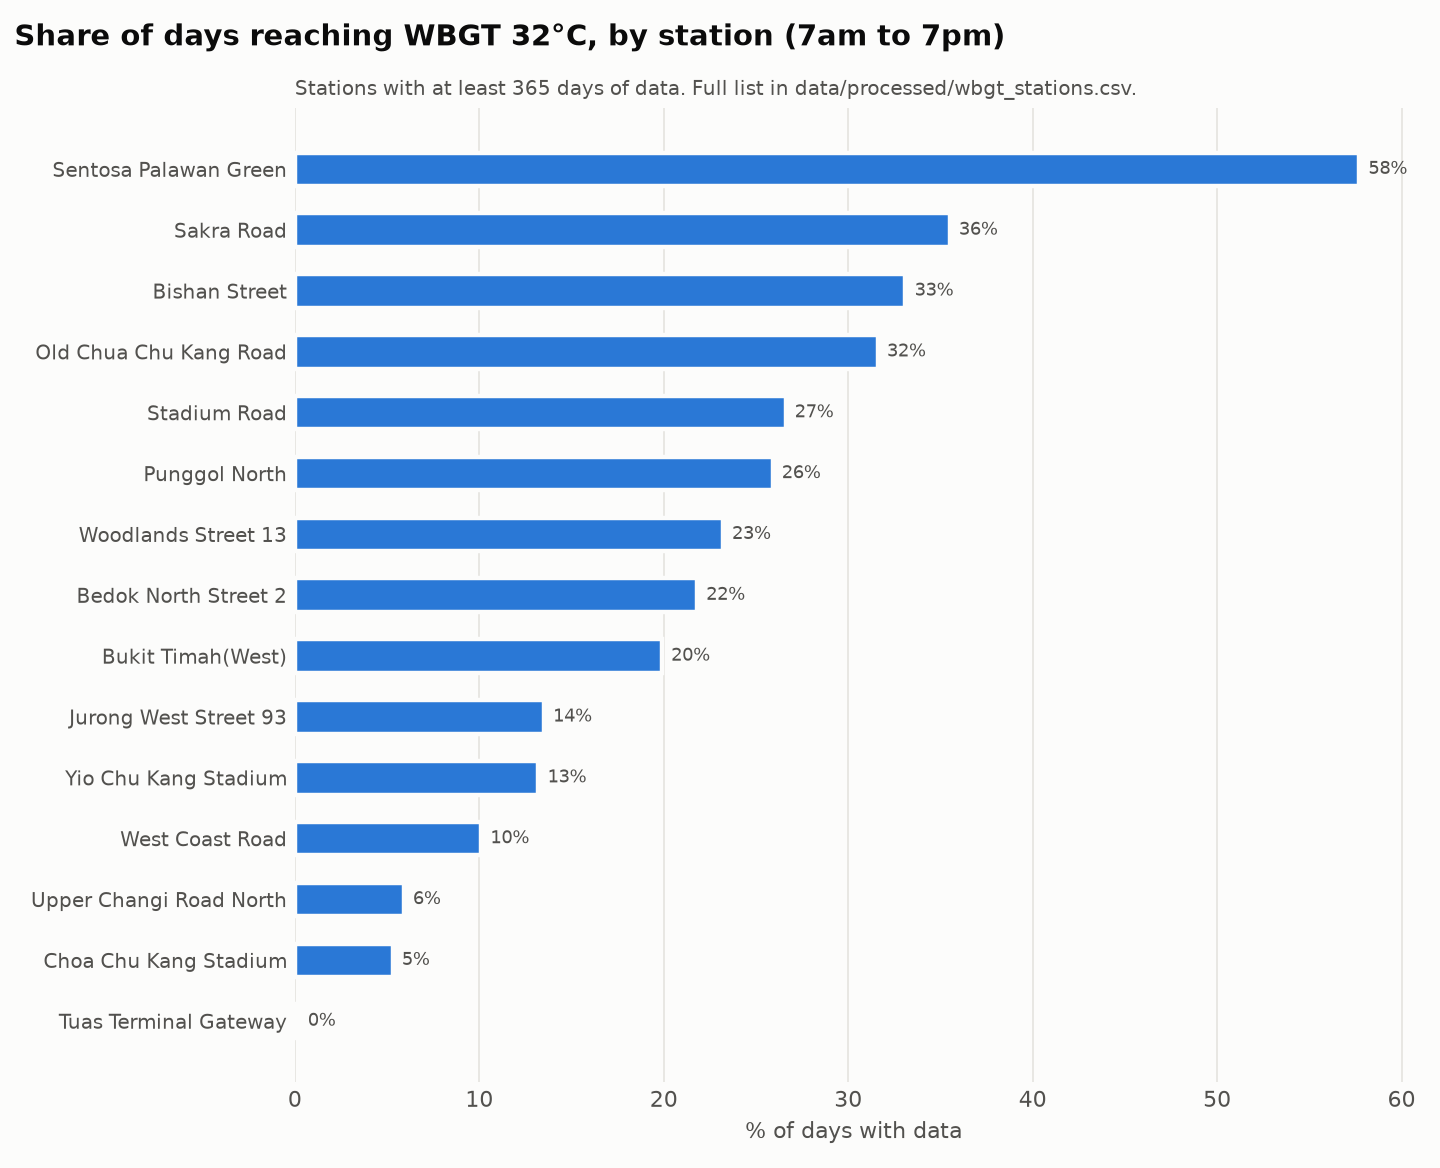 Share of days reaching WBGT 32°C, by station (7am to 7pm)
Stations with at least 365 days of data. Full list in data/processed/wbgt_stations.csv.
Sentosa Palawan Green 58%
Sakra Road 36%
Bishan Street 33%
Old Chua Chu Kang Road 32%
Stadium Road 27%
Punggol North 26%
Woodlands Street 13 23%
Bedok North Street 2 22%
Bukit Timah(West) 20%
Jurong West Street 93 14%
Yio Chu Kang Stadium 13%
West Coast Road 10%
Upper Changi Road North 6%
Choa Chu Kang Stadium 5%
Tuas Terminal Gateway 0%
0 10 20 30 40 50 60
% of days with data